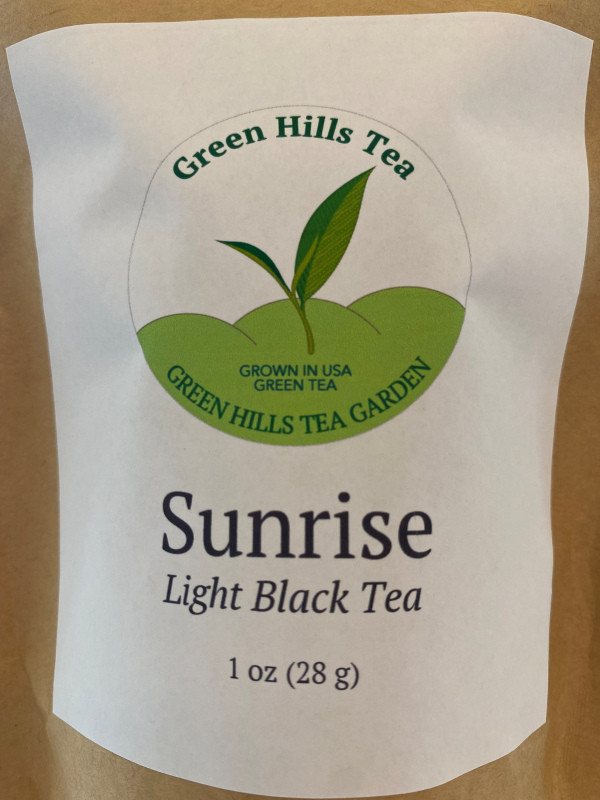 Green Hills Tea
GROWN IN USA
GREEN TEA
GREEN HILLS TEA GARDEN
Sunrise
Light Black Tea
1 oz (28 g)